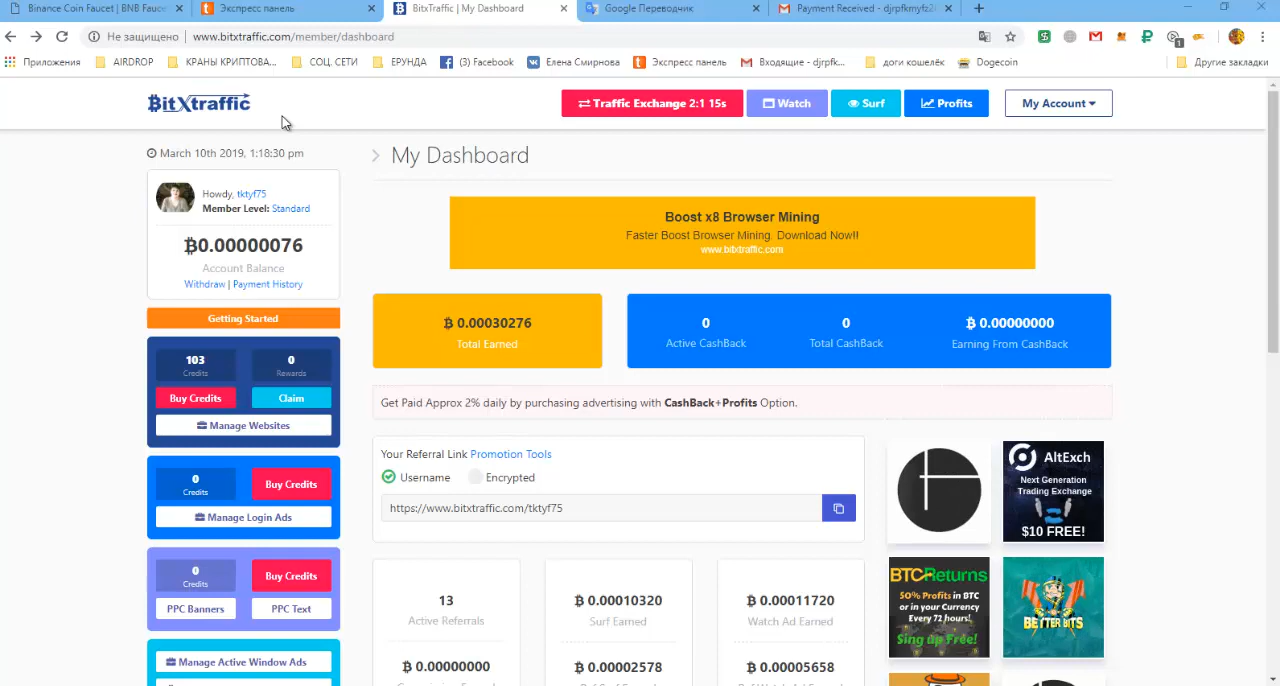 Binance Coin Faucet | BNB Fauce
Экспресс панель
BitxTraffic | My Dashboard
Google Переводчик
Payment Received - djrpfkmyfz2
Не защищено
www.bitxtraffic.com/member/dashboard
Приложения
AIRDROP
КРАНЫ КРИПТОВА...
СОЦ. СЕТИ
ЕРУНДА
(3) Facebook
Елена Смирнова
Экспресс панель
Входящие - djrpfk...
доги кошелёк
Dogecoin
Другие закладки
BitXtraffic
Traffic Exchange 2:1 15s
Watch
Surf
Profits
My Account
March 10th 2019, 1:18:30 pm
My Dashboard
Howdy, tktyf75
Member Level: Standard
₿0.00000076
Account Balance
Withdraw | Payment History
Getting Started
Boost x8 Browser Mining
Faster Boost Browser Mining. Download Now!!
www.bitxtraffic.com
₿ 0.00030276
Total Earned
0
Active CashBack
0
Total CashBack
₿ 0.00000000
Earning From CashBack
103
Credits
0
Rewards
Buy Credits
Claim
Manage Websites
Get Paid Approx 2% daily by purchasing advertising with CashBack+Profits Option.
Your Referral Link Promotion Tools
Username
Encrypted
https://www.bitxtraffic.com/tktyf75
0
Credits
Buy Credits
Manage Login Ads
0
Credits
Buy Credits
PPC Banners
PPC Text
Manage Active Window Ads
13
Active Referrals
₿ 0.00000000
₿ 0.00010320
Surf Earned
₿ 0.00002578
₿ 0.00011720
Watch Ad Earned
₿ 0.00005658
AltExch
Next Generation
Trading Exchange
$10 FREE!
BTCReturns
50% Profits in BTC
or in your Currency
Every 72 hours!
Sing up Free!
BETTER BITS